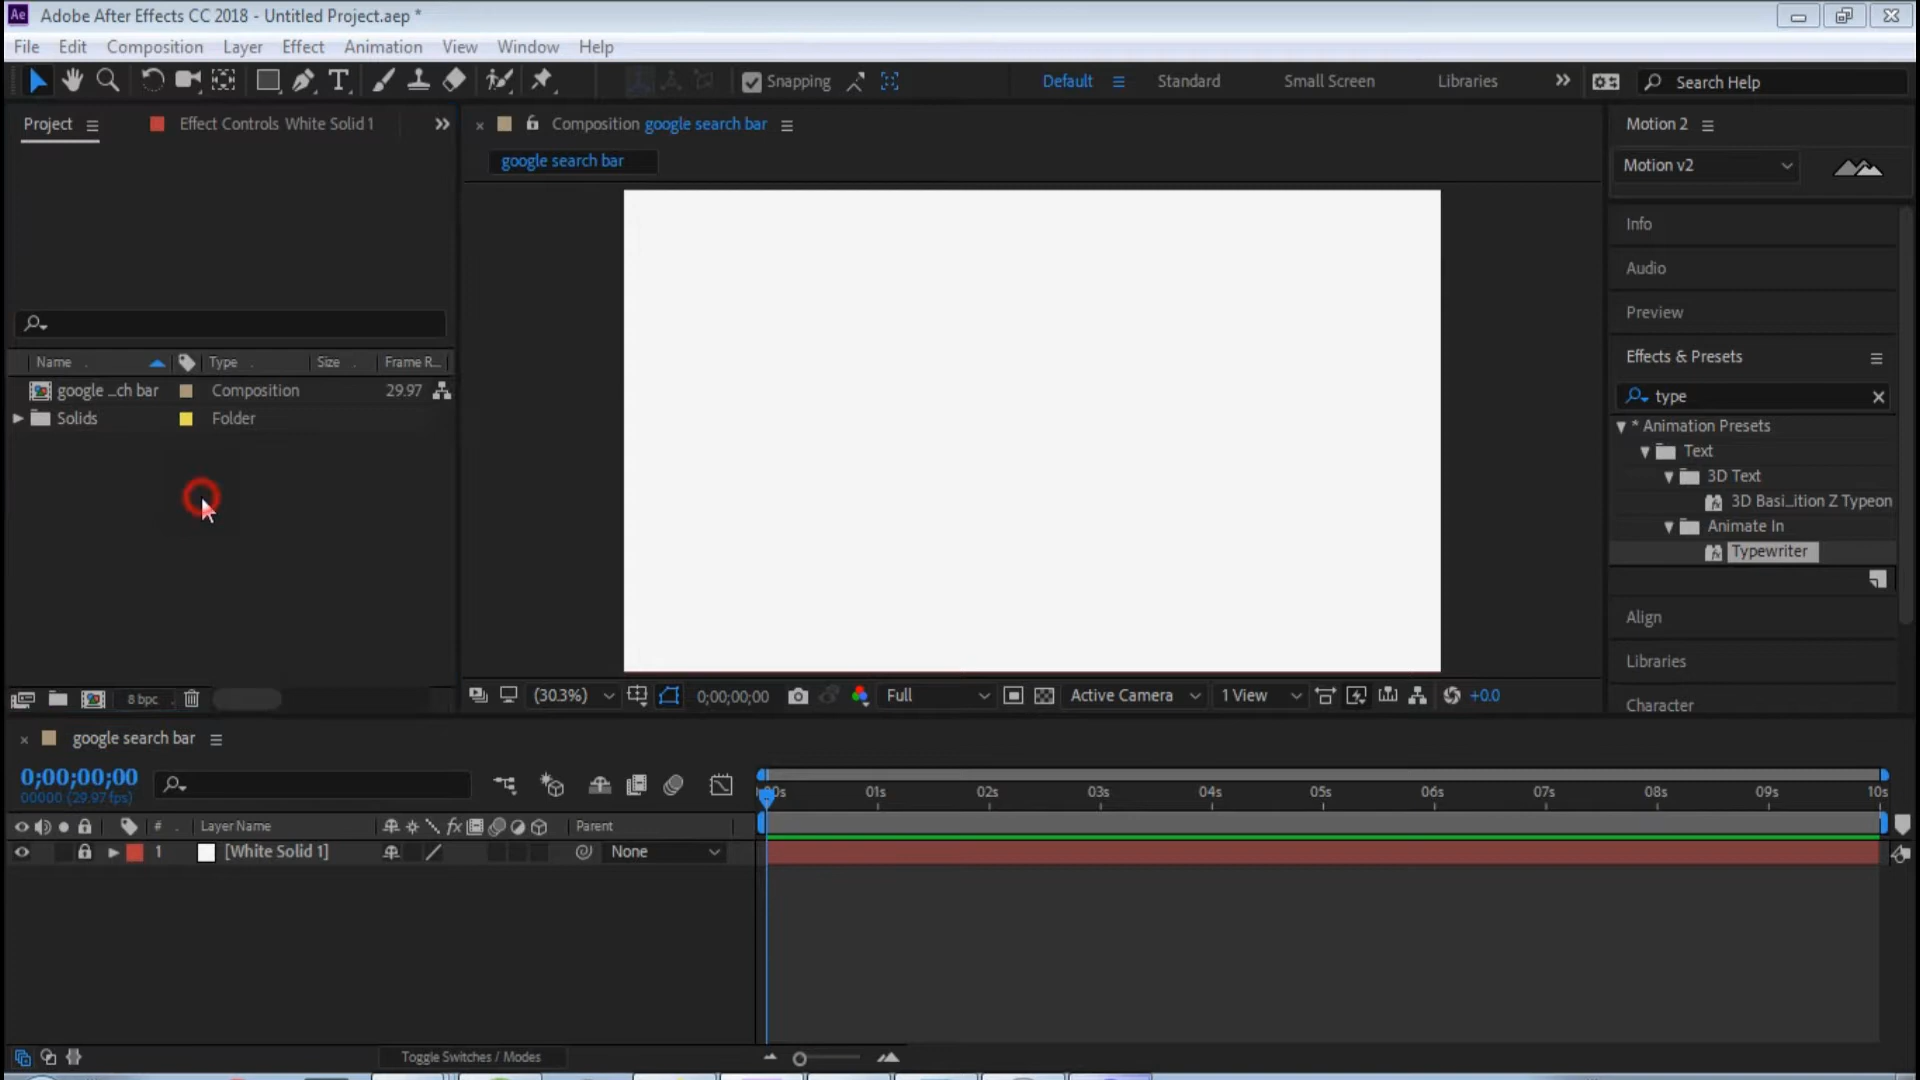 Ae Adobe After Effects CC 2018 - Untitled Project.aep *
File Edit Composition Layer Effect Animation View Window Help
Snapping Default Standard Small Screen Libraries Search Help
Project Effect Controls White Solid 1
Composition google search bar
Motion 2
google search bar
Motion v2
Info
Audio
Preview
Name Type Size Frame R...
google ...ch bar Composition 29.97
Solids Folder
Effects & Presets
type
* Animation Presets
Text
3D Text
3D Basi...ition Z Typeon
Animate In
Typewriter
Align
Libraries
Character
8 bpc
(30.3%) 0;00;00;00 Full Active Camera 1 View +0.0
google search bar
0;00;00;00
00000 (29.97 fps)
00s 01s 02s 03s 04s 05s 06s 07s 08s 09s 10s
# Layer Name fx Parent
1 [White Solid 1] None
Toggle Switches / Modes